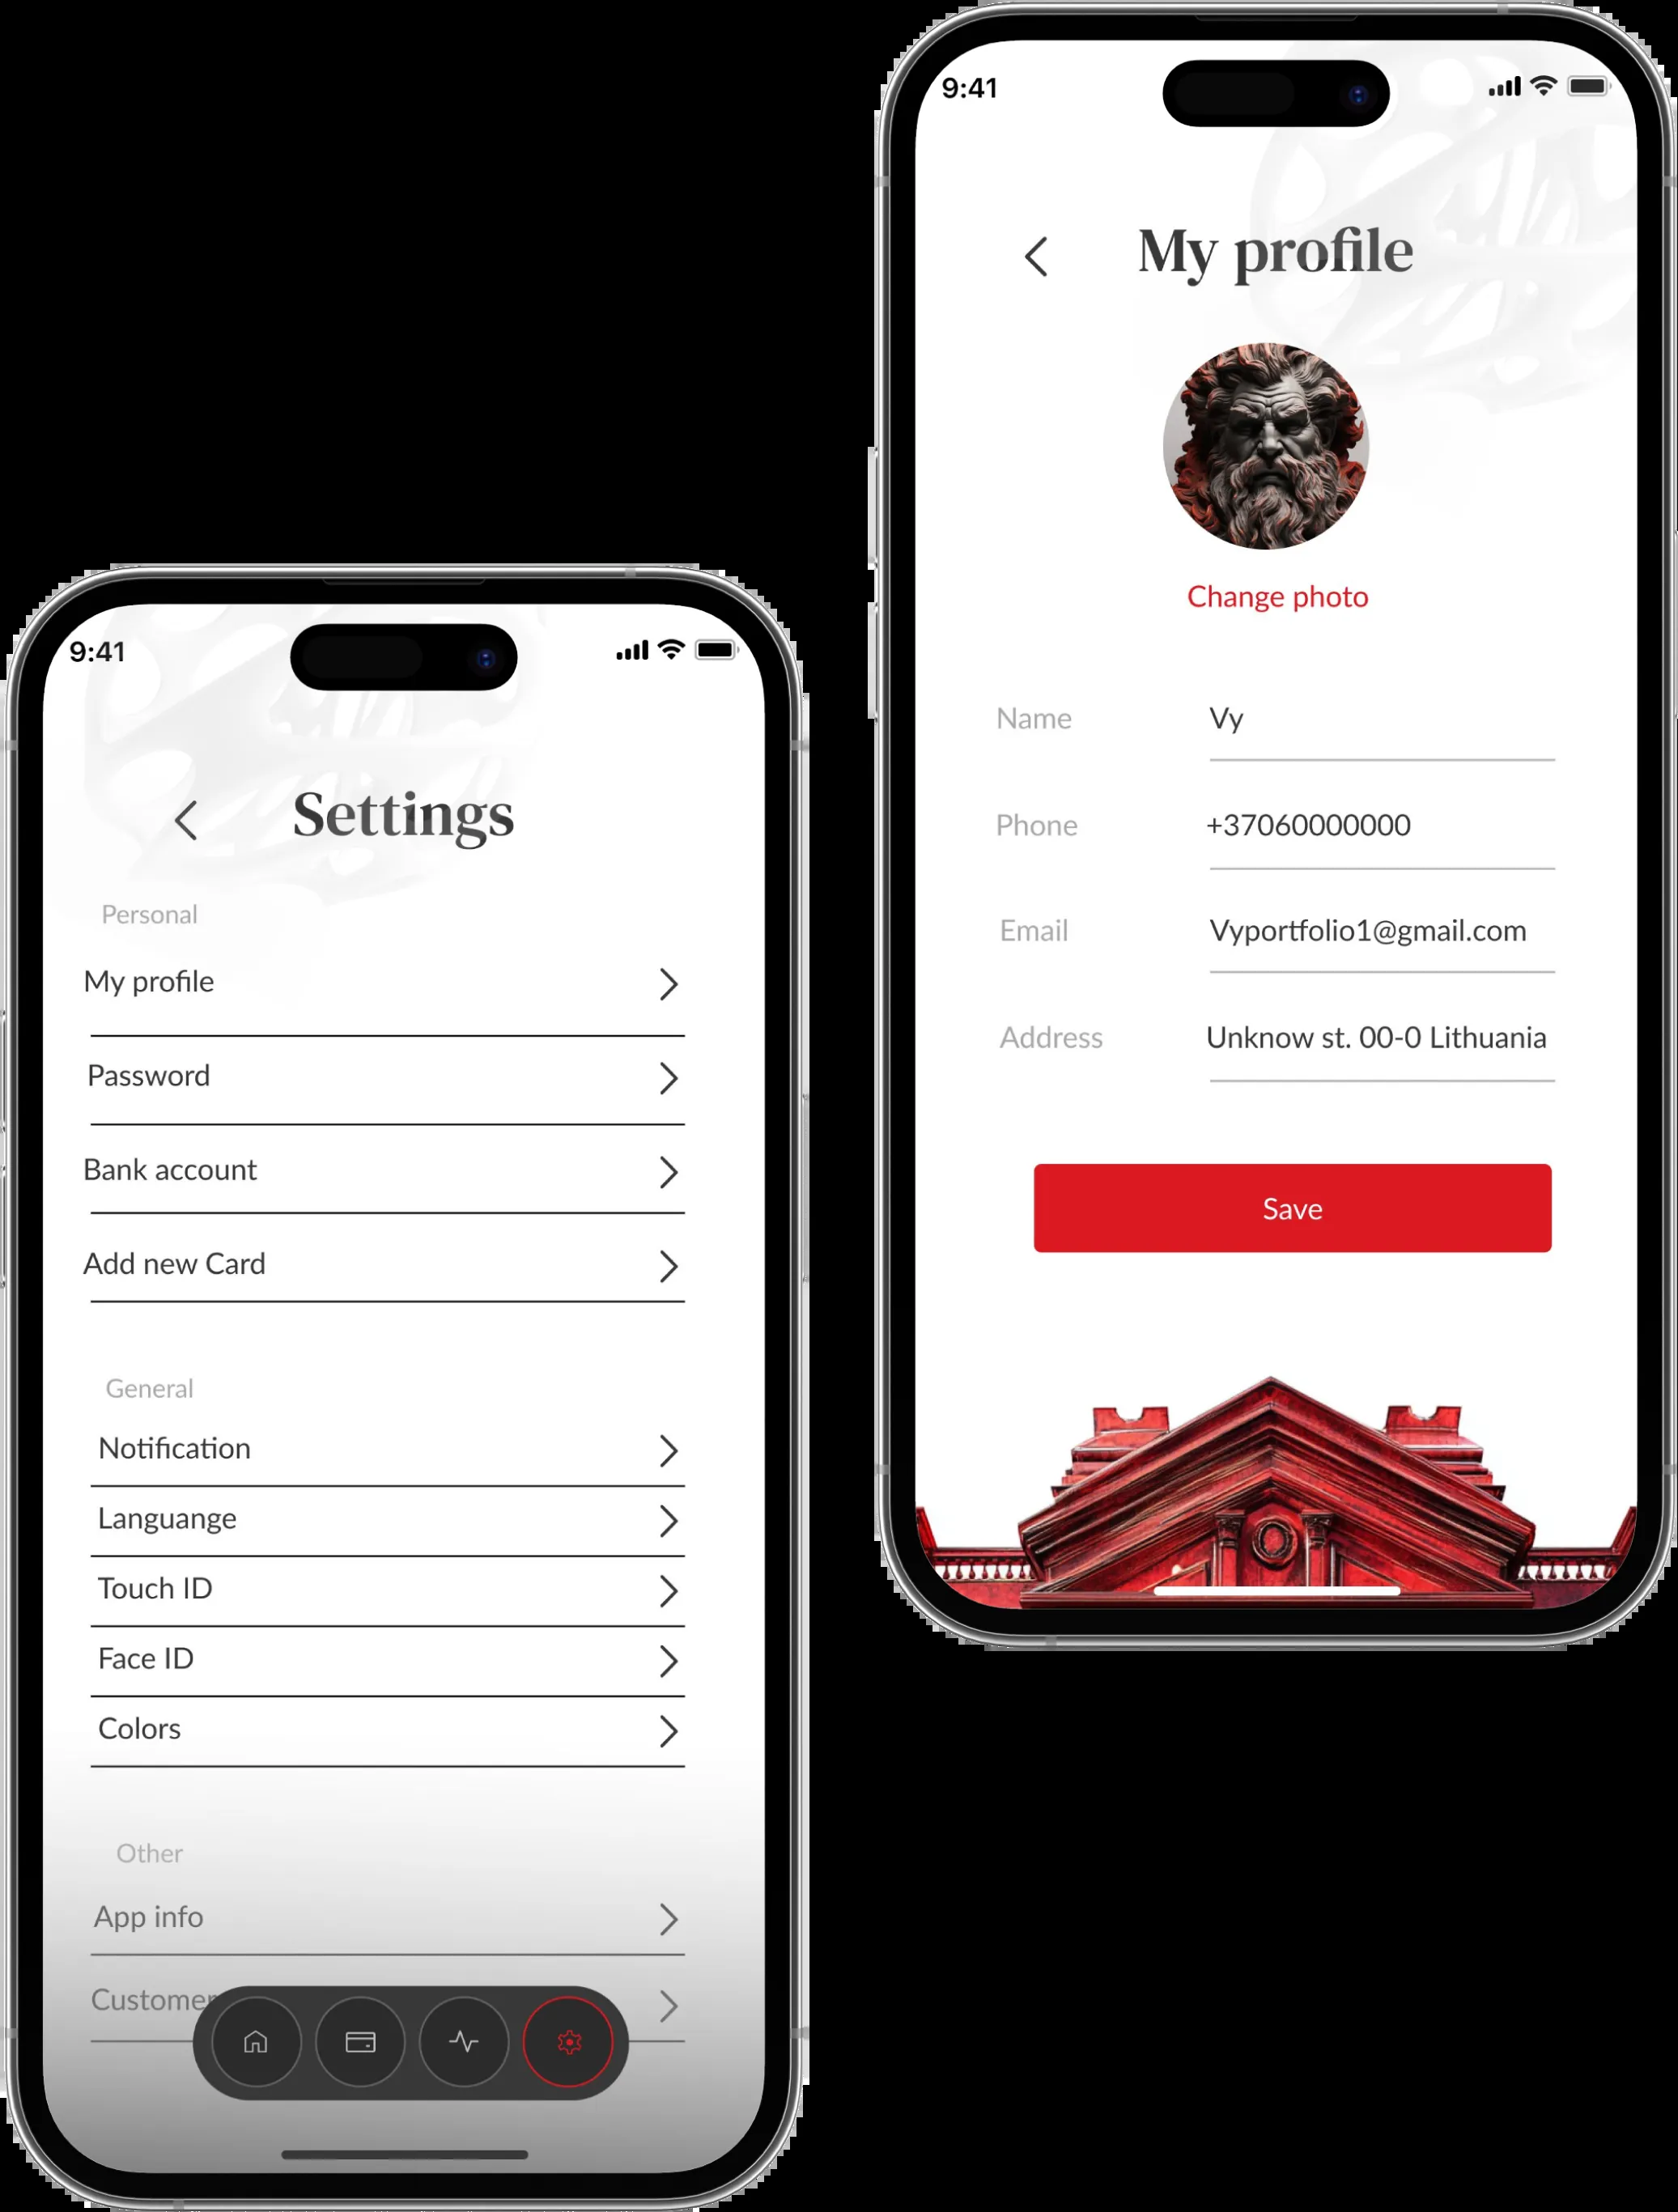 9:41
My profile
Change photo
Name Vy
Phone +37060000000
Email Vyportfolio1@gmail.com
Address Unknow st. 00-0 Lithuania
Save
9:41
Settings
Personal
My profile
Password
Bank account
Add new Card
General
Notification
Languange
Touch ID
Face ID
Colors
Other
App info
Customer